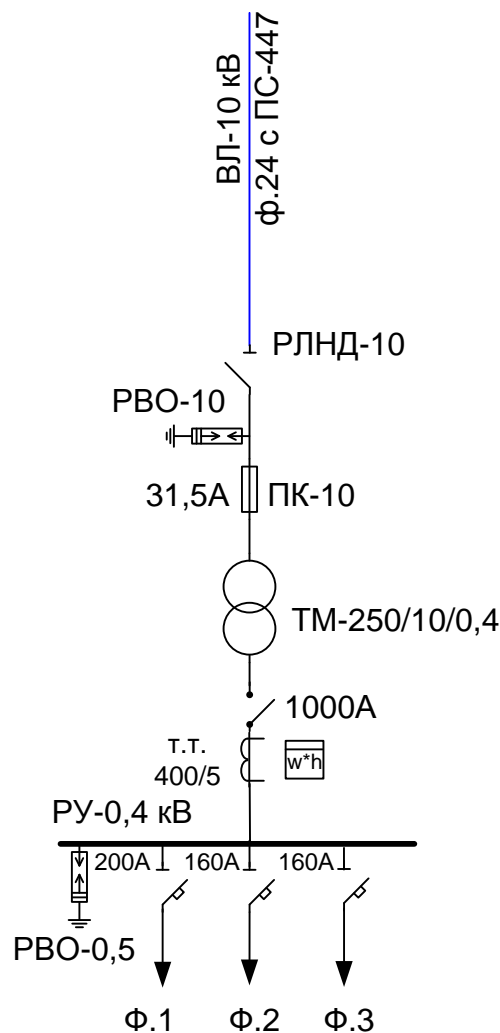 ВЛ-10 кВ
ф.24 с ПС-447
РЛНД-10
РВО-10
31,5А
ПК-10
ТМ-250/10/0,4
1000А
т.т.
400/5
w*h
РУ-0,4 кВ
200А
160А
160А
РВО-0,5
Ф.1
Ф.2
Ф.3